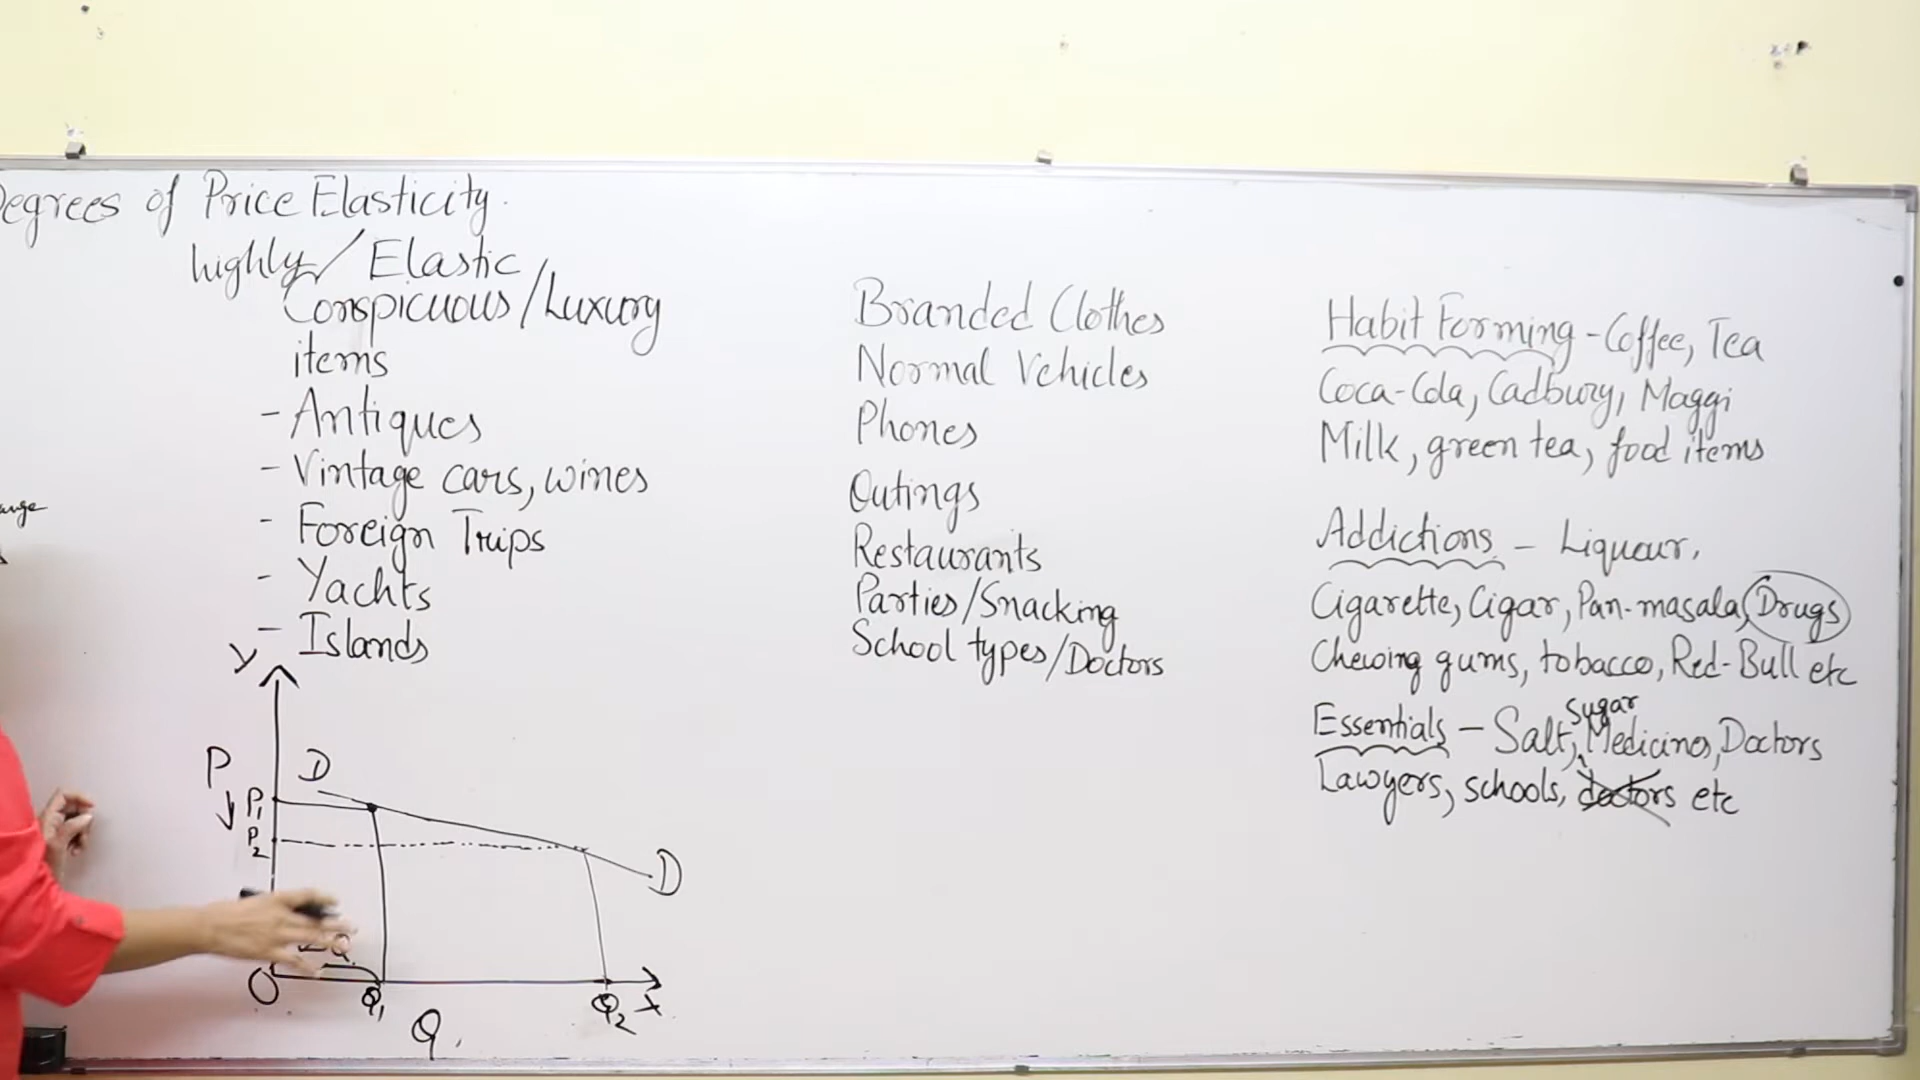 Degrees of Price Elasticity.
highly / Elastic
Conspicuous/Luxury
items
- Antiques
- Vintage cars, wines
- Foreign Trips
- Yachts
- Islands
Y
P
D
P1
P2
D
Q
O
Q1
Q2
X
Q.
Branded Clothes
Normal Vehicles
Phones
Outings
Restaurants
Parties/Snacking
School types/Doctors
Habit Forming - Coffee, Tea
Coca-Cola, Cadbury, Maggi
Milk, green tea, food items
Addictions - Liqueur,
Cigarette, Cigar, Pan-masala, Drugs
Chewing gums, tobacco, Red-Bull etc
sugar
Essentials - Salt, Medicines, Doctors
Lawyers, schools, doctors etc